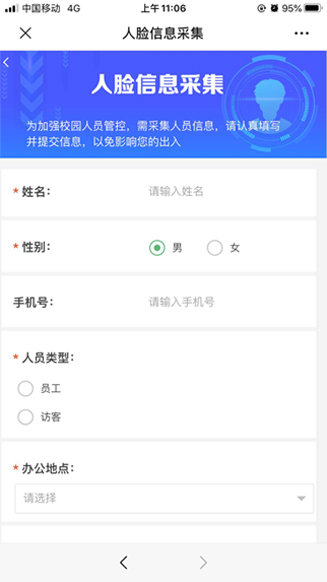 中国移动 4G 上午 11:06 95%
人脸信息采集
人脸信息采集
为加强校园人员管控，需采集人员信息，请认真填写
并提交信息，以免影响您的出入
* 姓名： 请输入姓名
* 性别： 男 女
手机号： 请输入手机号
* 人员类型：
员工
访客
* 办公地点：
请选择